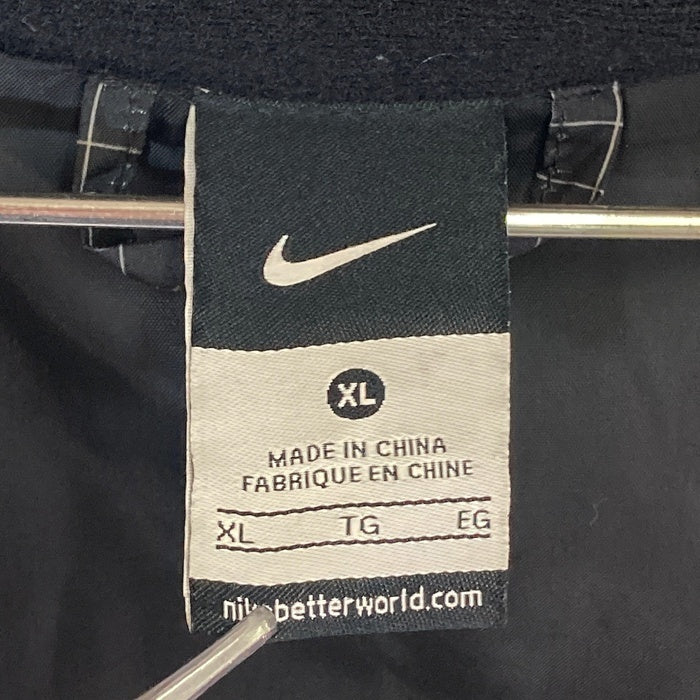 XL
MADE IN CHINA
FABRIQUE EN CHINE
XL TG EG
nikebetterworld.com